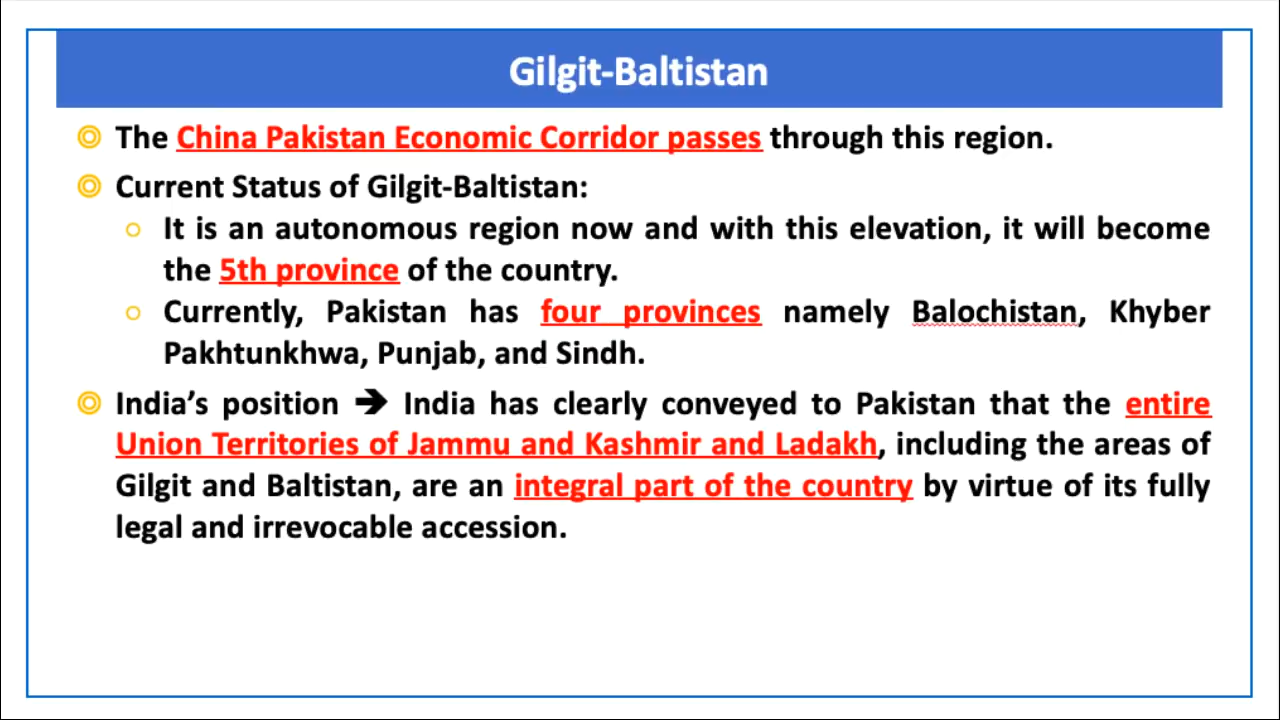 Gilgit-Baltistan
The China Pakistan Economic Corridor passes through this region.
Current Status of Gilgit-Baltistan:
It is an autonomous region now and with this elevation, it will become
the 5th province of the country.
Currently, Pakistan has four provinces namely Balochistan, Khyber
Pakhtunkhwa, Punjab, and Sindh.
India’s position ➔ India has clearly conveyed to Pakistan that the entire
Union Territories of Jammu and Kashmir and Ladakh, including the areas of
Gilgit and Baltistan, are an integral part of the country by virtue of its fully
legal and irrevocable accession.